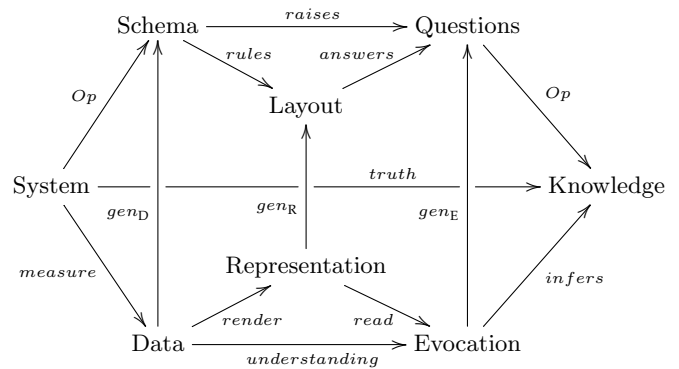 raises
Schema Questions
rules answers
Op Op
Layout
truth
System Knowledge
gen_D gen_R gen_E
Representation
measure infers
render read
Data Evocation
understanding